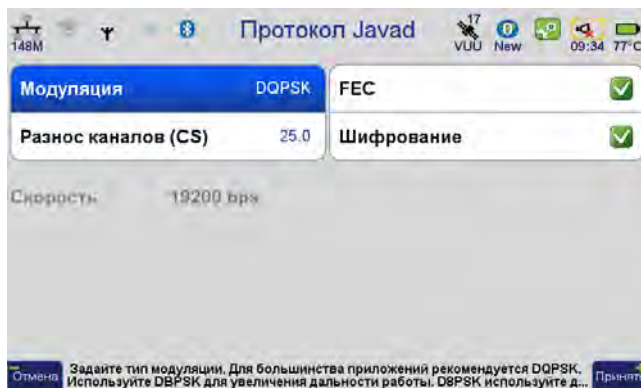 Протокол Javad
148M
17
VUU
New
09:34
77°C
Модуляция DQPSK
FEC
Разнос каналов (CS) 25.0
Шифрование
Скорость 19200 bps
Отмена
Задайте тип модуляции. Для большинства приложений рекомендуется DQPSK.
Используйте DBPSK для увеличения дальности работы. D8PSK используйте д...
Принят